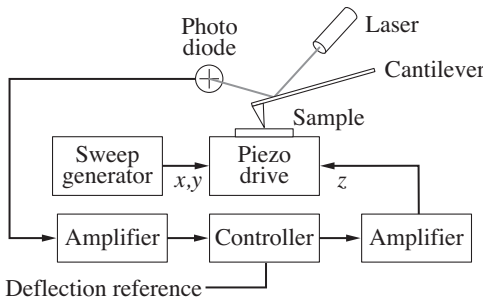 Photo
diode
Laser
Cantilever
Sample
Sweep
generator
x,y
Piezo
drive
z
Amplifier
Controller
Amplifier
Deflection reference